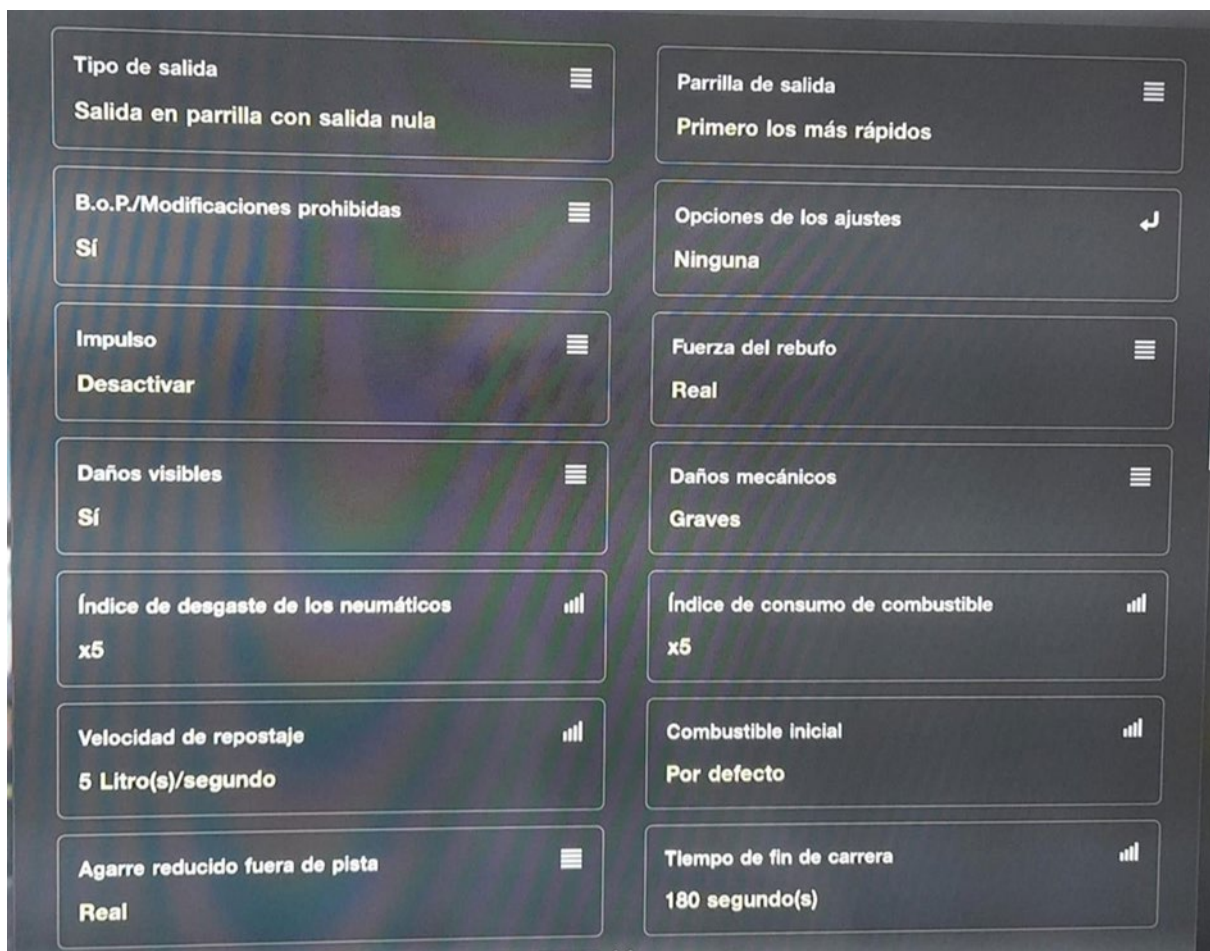 Tipo de salida
Salida en parrilla con salida nula
Parrilla de salida
Primero los más rápidos
B.o.P./Modificaciones prohibidas
Sí
Opciones de los ajustes
Ninguna
Impulso
Desactivar
Fuerza del rebufo
Real
Daños visibles
Sí
Daños mecánicos
Graves
Índice de desgaste de los neumáticos
x5
Índice de consumo de combustible
x5
Velocidad de repostaje
5 Litro(s)/segundo
Combustible inicial
Por defecto
Agarre reducido fuera de pista
Real
Tiempo de fin de carrera
180 segundo(s)